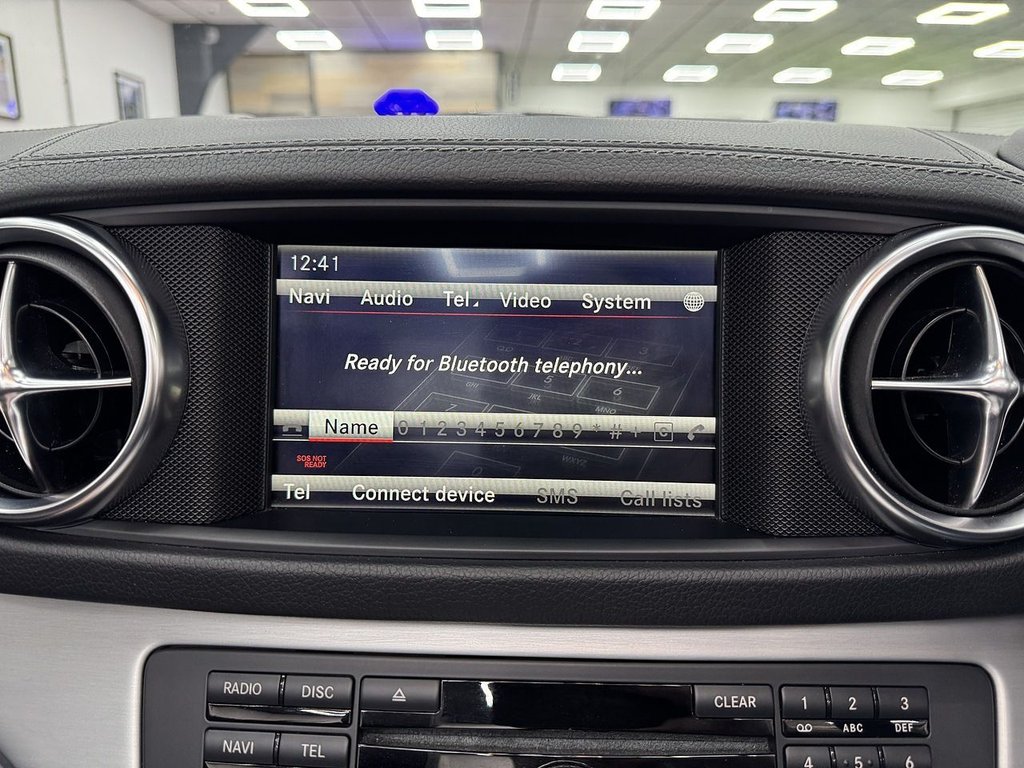 12:41
Navi Audio Tel Video System
Ready for Bluetooth telephony...
Name 0 1 2 3 4 5 6 7 8 9 * # + C
SOS NOT
READY
Tel Connect device SMS Call lists
RADIO DISC CLEAR 1 2 3
ABC DEF
NAVI TEL 4 5 6